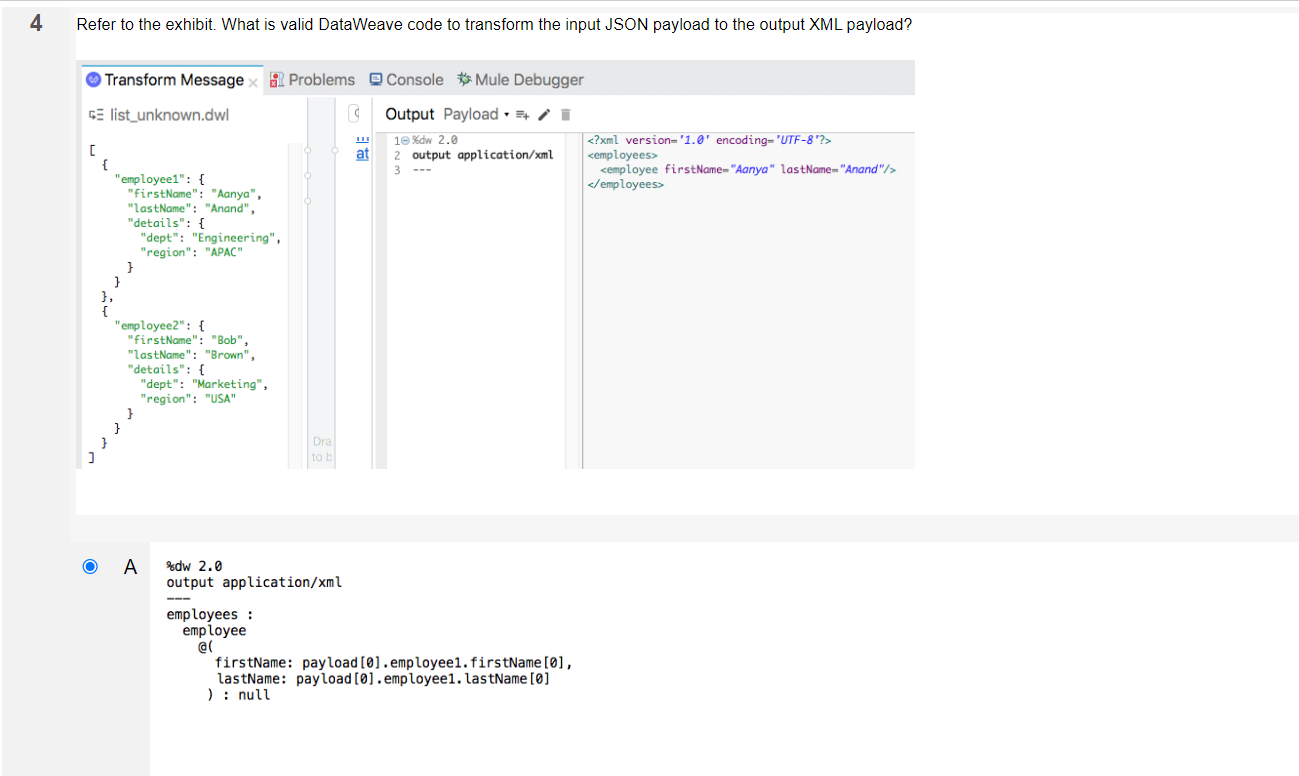 4 Refer to the exhibit. What is valid DataWeave code to transform the input JSON payload to the output XML payload?
Transform Message Problems Console Mule Debugger
list_unknown.dwl
[
{
"employee1": {
"firstName": "Aanya",
"lastName": "Anand",
"details": {
"dept": "Engineering",
"region": "APAC"
}
}
},
{
"employee2": {
"firstName": "Bob",
"lastName": "Brown",
"details": {
"dept": "Marketing",
"region": "USA"
}
}
}
]
Dra
to b
at
Output Payload
1 %dw 2.0
2 output application/xml
3 ---
<?xml version='1.0' encoding='UTF-8'?>
<employees>
<employee firstName="Aanya" lastName="Anand"/>
</employees>
A
%dw 2.0
output application/xml
---
employees :
employee
@(
firstName: payload[0].employee1.firstName[0],
lastName: payload[0].employee1.lastName[0]
) : null